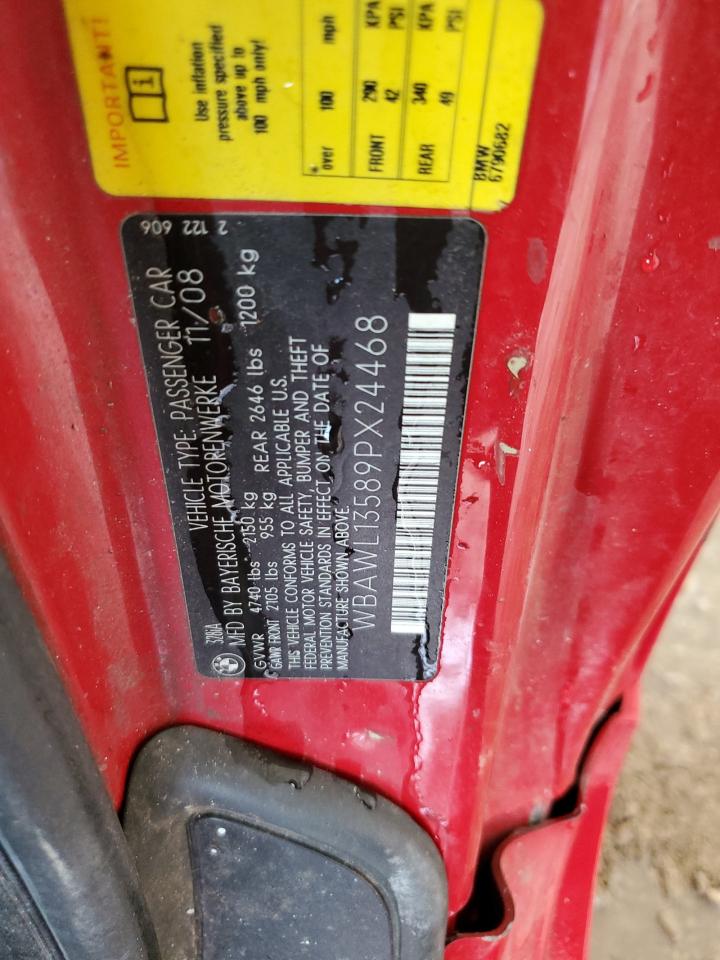 IMPORTANT!
i
Use inflation
pressure specified
above up to
100 mph only!
over 100 mph
KPA
PSI
FRONT 290
42
KPA
PSI
REAR 340
49
BMW
6790682
2 122 606
VEHICLE TYPE: PASSENGER CAR
328iA
MFD BY BAYERISCHE MOTORENWERKE 11/08
GVWR 4740 lbs 2150 kg
GAWR FRONT 2105 lbs 955 kg REAR 2646 lbs 1200 kg
THIS VEHICLE CONFORMS TO ALL APPLICABLE U.S.
FEDERAL MOTOR VEHICLE SAFETY, BUMPER AND THEFT
PREVENTION STANDARDS IN EFFECT ON THE DATE OF
MANUFACTURE SHOWN ABOVE
WBAWL13589PX24468